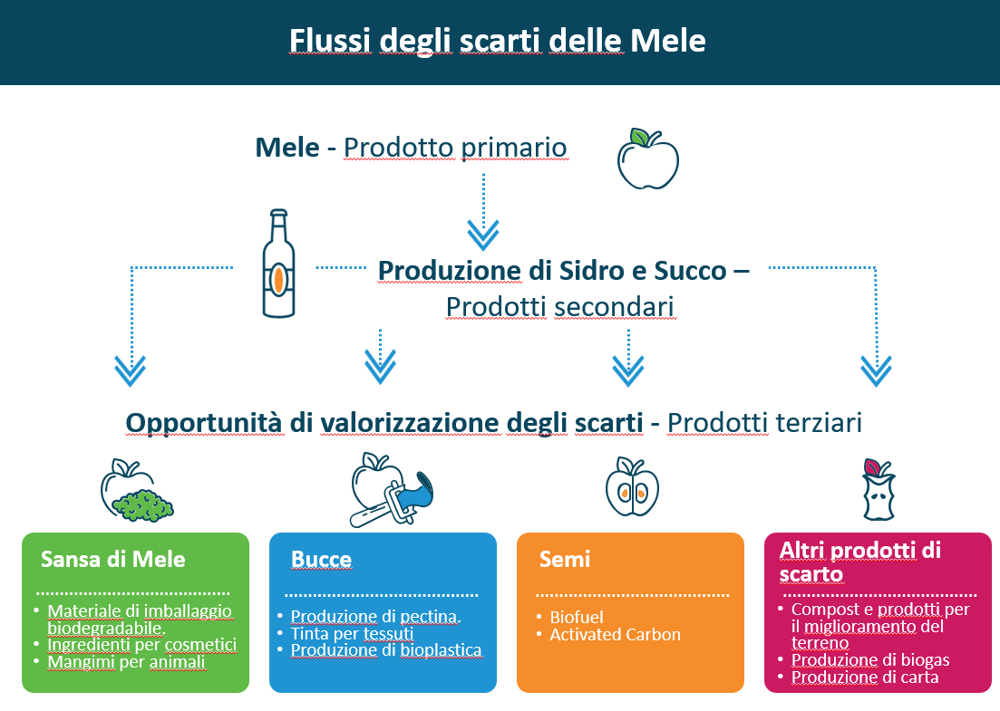 Flussi degli scarti delle Mele
Mele - Prodotto primario
Produzione di Sidro e Succo –
Prodotti secondari
Opportunità di valorizzazione degli scarti - Prodotti terziari
Sansa di Mele
• Materiale di imballaggio
biodegradabile.
• Ingredienti per cosmetici
• Mangimi per animali
Bucce
• Produzione di pectina.
• Tinta per tessuti
• Produzione di bioplastica
Semi
• Biofuel
• Activated Carbon
Altri prodotti di
scarto
• Compost e prodotti per
il miglioramento del
terreno
• Produzione di biogas
• Produzione di carta